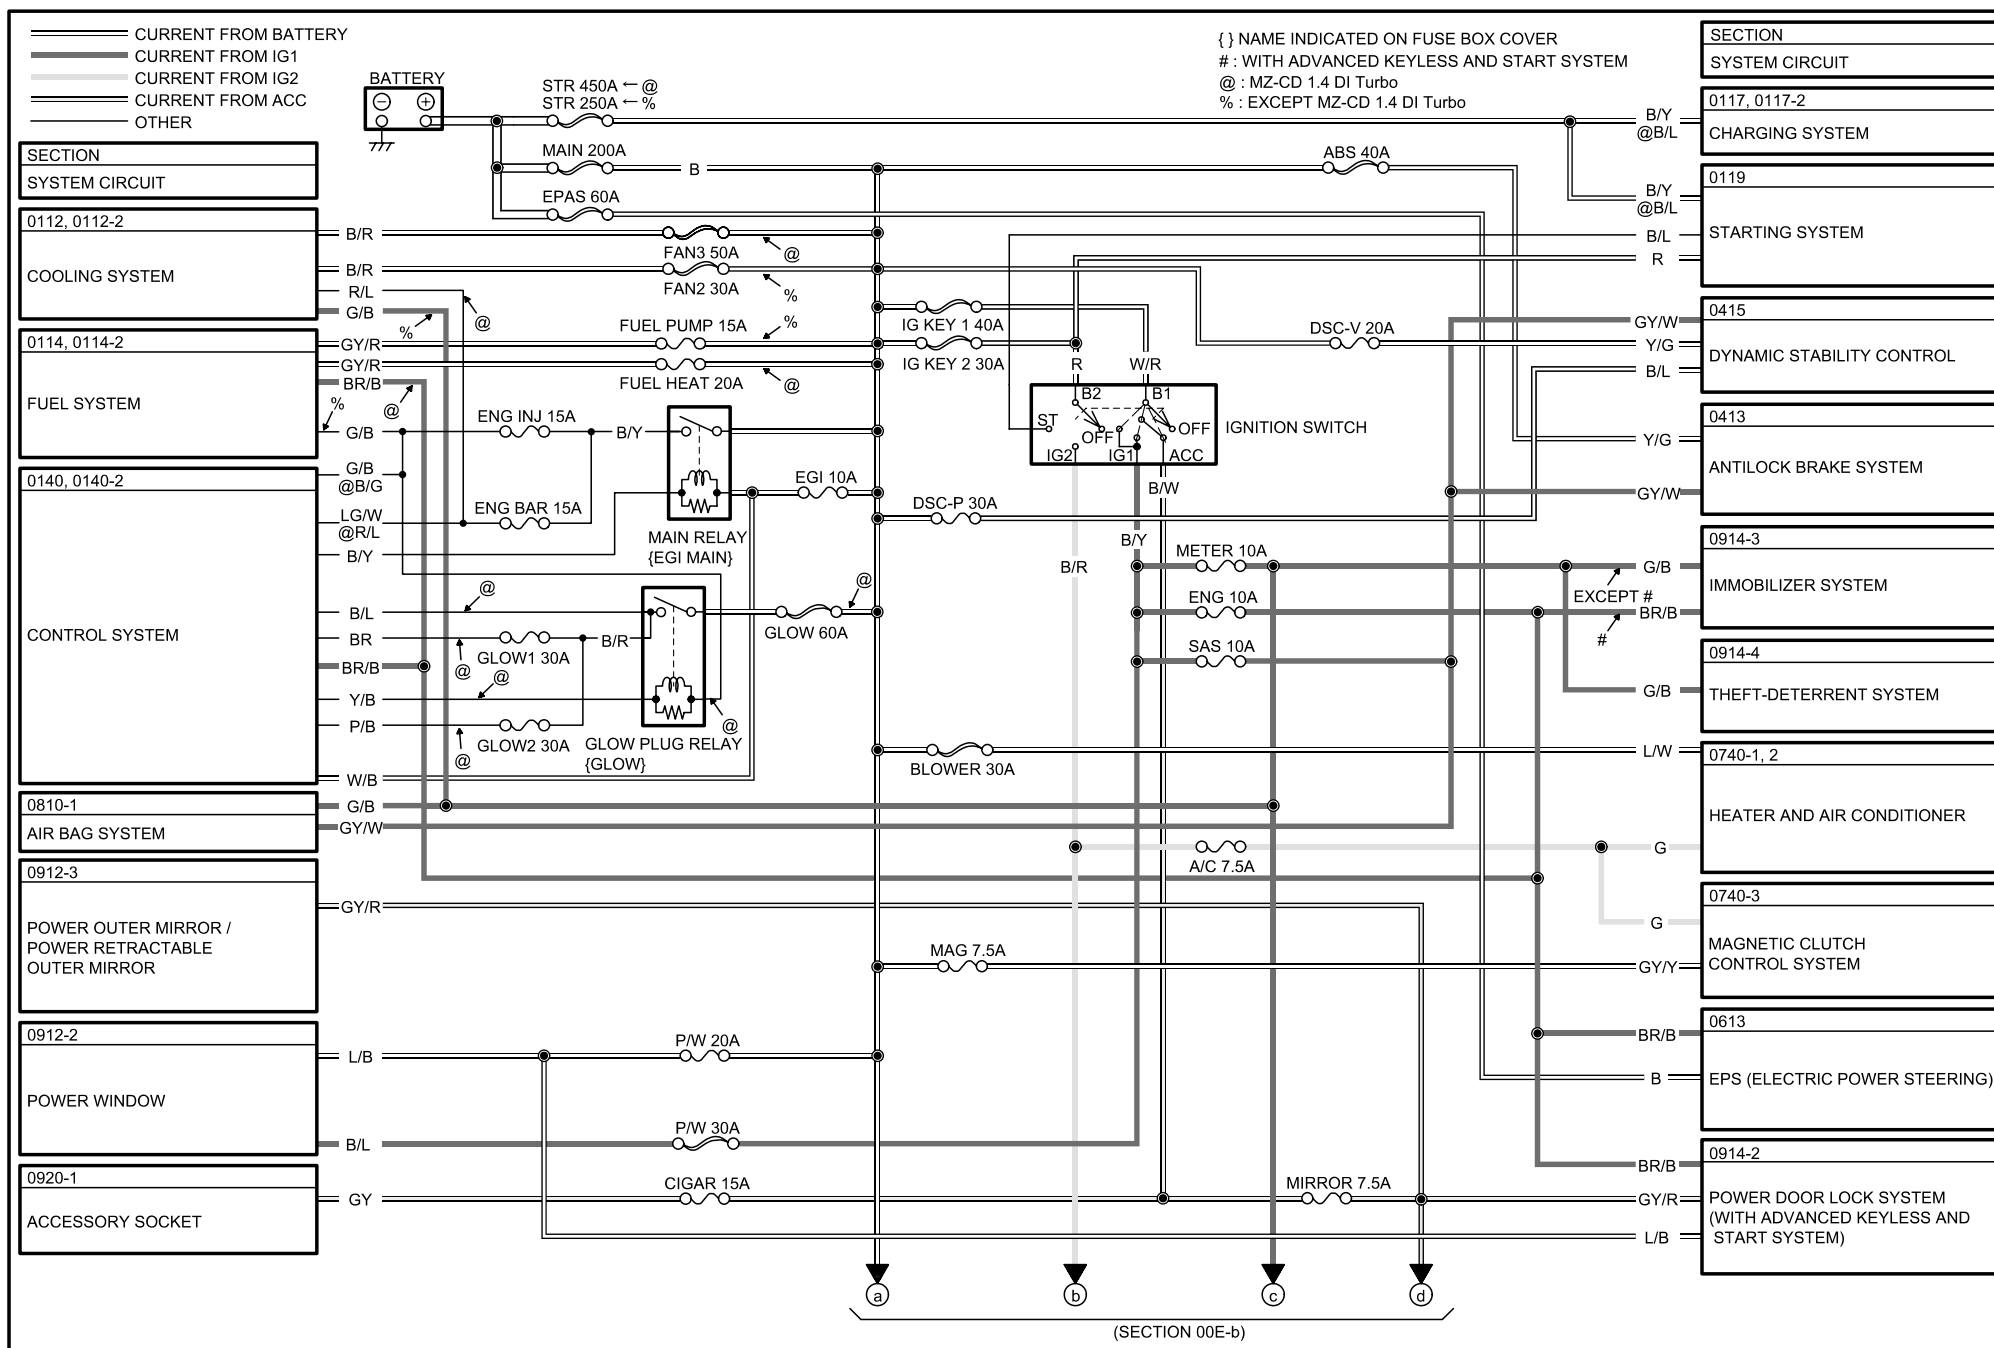 CURRENT FROM BATTERY
CURRENT FROM IG1
CURRENT FROM IG2
CURRENT FROM ACC
OTHER
SECTION
SYSTEM CIRCUIT
0112, 0112-2
COOLING SYSTEM
0114, 0114-2
FUEL SYSTEM
0140, 0140-2
CONTROL SYSTEM
0810-1
AIR BAG SYSTEM
0912-3
POWER OUTER MIRROR /
POWER RETRACTABLE
OUTER MIRROR
0912-2
POWER WINDOW
0920-1
ACCESSORY SOCKET
B/R
B/R
R/L
G/B
%
@
GY/R
GY/R
BR/B
%
@
G/B
G/B
@B/G
LG/W
@R/L
B/Y
B/L
@
BR
@
BR/B
Y/B
@
P/B
@
W/B
G/B
GY/W
GY/R
L/B
B/L
GY
BATTERY
− +
STR 450A ← @
STR 250A ← %
MAIN 200A
B
EPAS 60A
FAN3 50A
@
FAN2 30A
%
FUEL PUMP 15A
%
FUEL HEAT 20A
@
ENG INJ 15A
B/Y
ENG BAR 15A
MAIN RELAY
{EGI MAIN}
EGI 10A
GLOW1 30A
B/R
GLOW2 30A
GLOW PLUG RELAY
{GLOW}
@
GLOW 60A
@
P/W 20A
P/W 30A
CIGAR 15A
{ } NAME INDICATED ON FUSE BOX COVER
# : WITH ADVANCED KEYLESS AND START SYSTEM
@ : MZ-CD 1.4 DI Turbo
% : EXCEPT MZ-CD 1.4 DI Turbo
ABS 40A
IG KEY 1 40A
IG KEY 2 30A
DSC-V 20A
R
W/R
B2
B1
ST
OFF
OFF
IG2
IG1
ACC
IGNITION SWITCH
B/W
DSC-P 30A
B/Y
B/R
METER 10A
ENG 10A
SAS 10A
EXCEPT #
#
BLOWER 30A
A/C 7.5A
MAG 7.5A
MIRROR 7.5A
a
b
c
d
(SECTION 00E-b)
B/Y
@B/L
B/Y
@B/L
B/L
R
GY/W
Y/G
B/L
Y/G
GY/W
G/B
BR/B
G/B
L/W
G
G
GY/Y
BR/B
B
BR/B
GY/R
L/B
SECTION
SYSTEM CIRCUIT
0117, 0117-2
CHARGING SYSTEM
0119
STARTING SYSTEM
0415
DYNAMIC STABILITY CONTROL
0413
ANTILOCK BRAKE SYSTEM
0914-3
IMMOBILIZER SYSTEM
0914-4
THEFT-DETERRENT SYSTEM
0740-1, 2
HEATER AND AIR CONDITIONER
0740-3
MAGNETIC CLUTCH
CONTROL SYSTEM
0613
EPS (ELECTRIC POWER STEERING)
0914-2
POWER DOOR LOCK SYSTEM
(WITH ADVANCED KEYLESS AND
START SYSTEM)